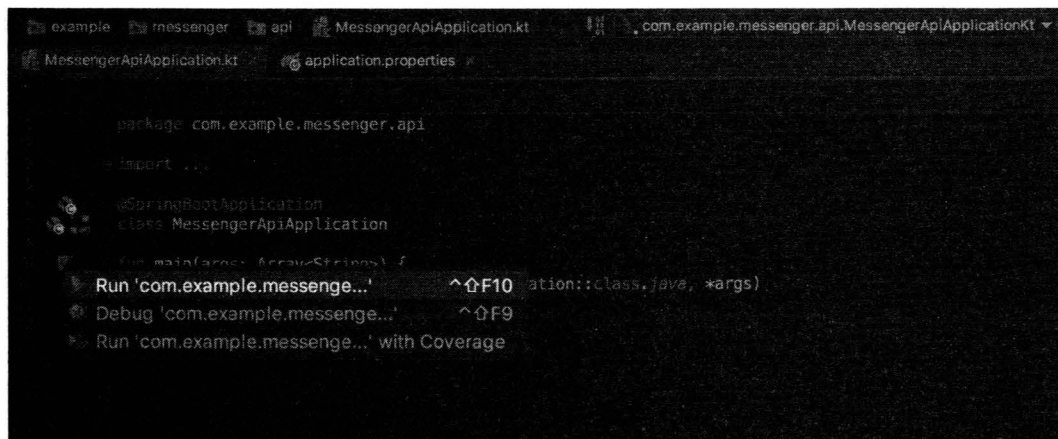 example messenger api MessengerApiApplication.kt com.example.messenger.api.MessengerApiApplicationKt
MessengerApiApplication.kt application.properties
package com.example.messenger.api
import ...
@SpringBootApplication
class MessengerApiApplication
fun main(args: Array<String>) {
Run 'com.example.messenge...' ^⇧F10 ation::class.java, *args)
Debug 'com.example.messenge...' ^⇧F9
Run 'com.example.messenge...' with Coverage